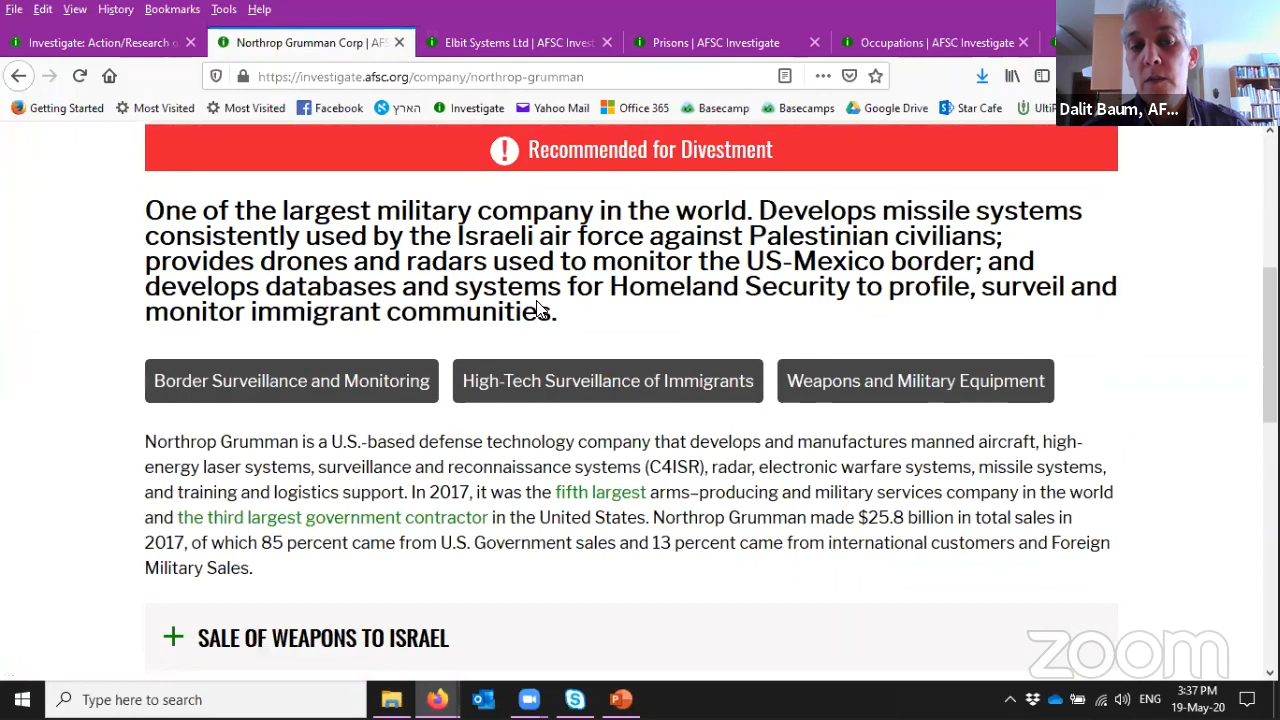 File Edit View History Bookmarks Tools Help
Investigate: Action/Research o
Northrop Grumman Corp | AFS
Elbit Systems Ltd | AFSC Invest
Prisons | AFSC Investigate
Occupations | AFSC Investigate
https://investigate.afsc.org/company/northrop-grumman
Getting Started Most Visited Most Visited Facebook הארץ Investigate Yahoo Mail Office 365 Basecamp Basecamps Google Drive Star Cafe UltiP
Dalit Baum, AF...
Recommended for Divestment
One of the largest military company in the world. Develops missile systems
consistently used by the Israeli air force against Palestinian civilians;
provides drones and radars used to monitor the US-Mexico border; and
develops databases and systems for Homeland Security to profile, surveil and
monitor immigrant communities.
Border Surveillance and Monitoring
High-Tech Surveillance of Immigrants
Weapons and Military Equipment
Northrop Grumman is a U.S.-based defense technology company that develops and manufactures manned aircraft, high-
energy laser systems, surveillance and reconnaissance systems (C4ISR), radar, electronic warfare systems, missile systems,
and training and logistics support. In 2017, it was the fifth largest arms–producing and military services company in the world
and the third largest government contractor in the United States. Northrop Grumman made $25.8 billion in total sales in
2017, of which 85 percent came from U.S. Government sales and 13 percent came from international customers and Foreign
Military Sales.
+ SALE OF WEAPONS TO ISRAEL
zoom
Type here to search
ENG
3:37 PM
19-May-20